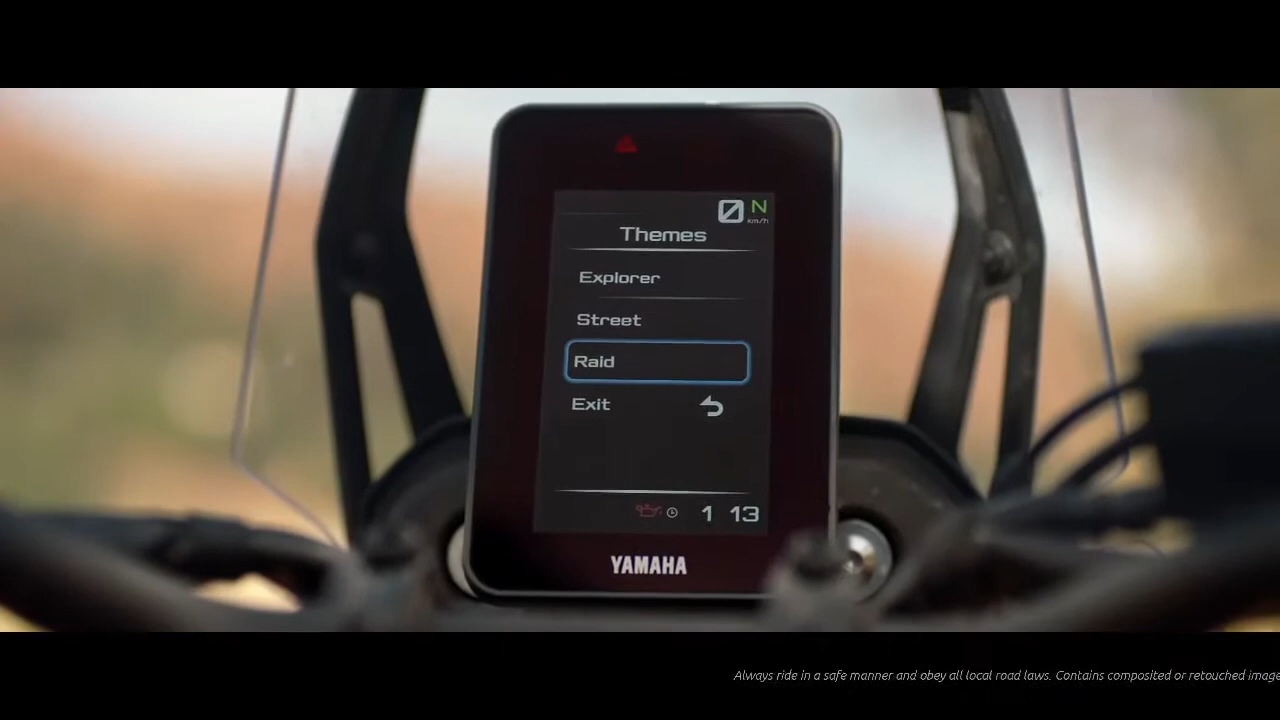 0 N
km/h
Themes
Explorer
Street
Raid
Exit
1 13
YAMAHA
Always ride in a safe manner and obey all local road laws. Contains composited or retouched image